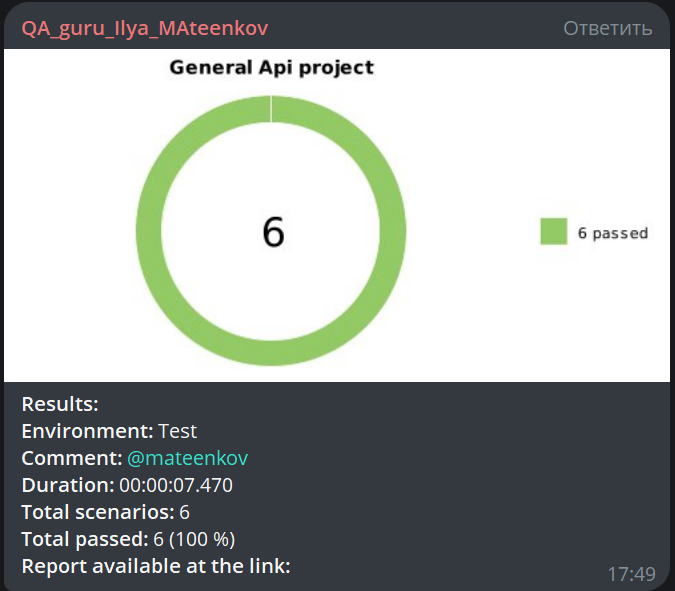 QA_guru_Ilya_MAteenkov Ответить
General Api project
6
6 passed
Results:
Environment: Test
Comment: @mateenkov
Duration: 00:00:07.470
Total scenarios: 6
Total passed: 6 (100 %)
Report available at the link:
17:49